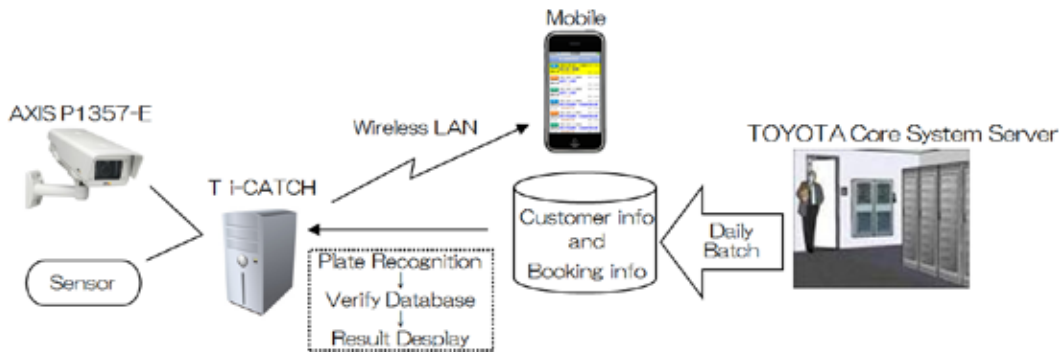 Mobile
AXIS P1357-E
Wireless LAN
TOYOTA Core System Server
T i-CATCH
Customer info
and
Booking info
Daily
Batch
Sensor
Plate Recognition
Verify Database
Result Desplay